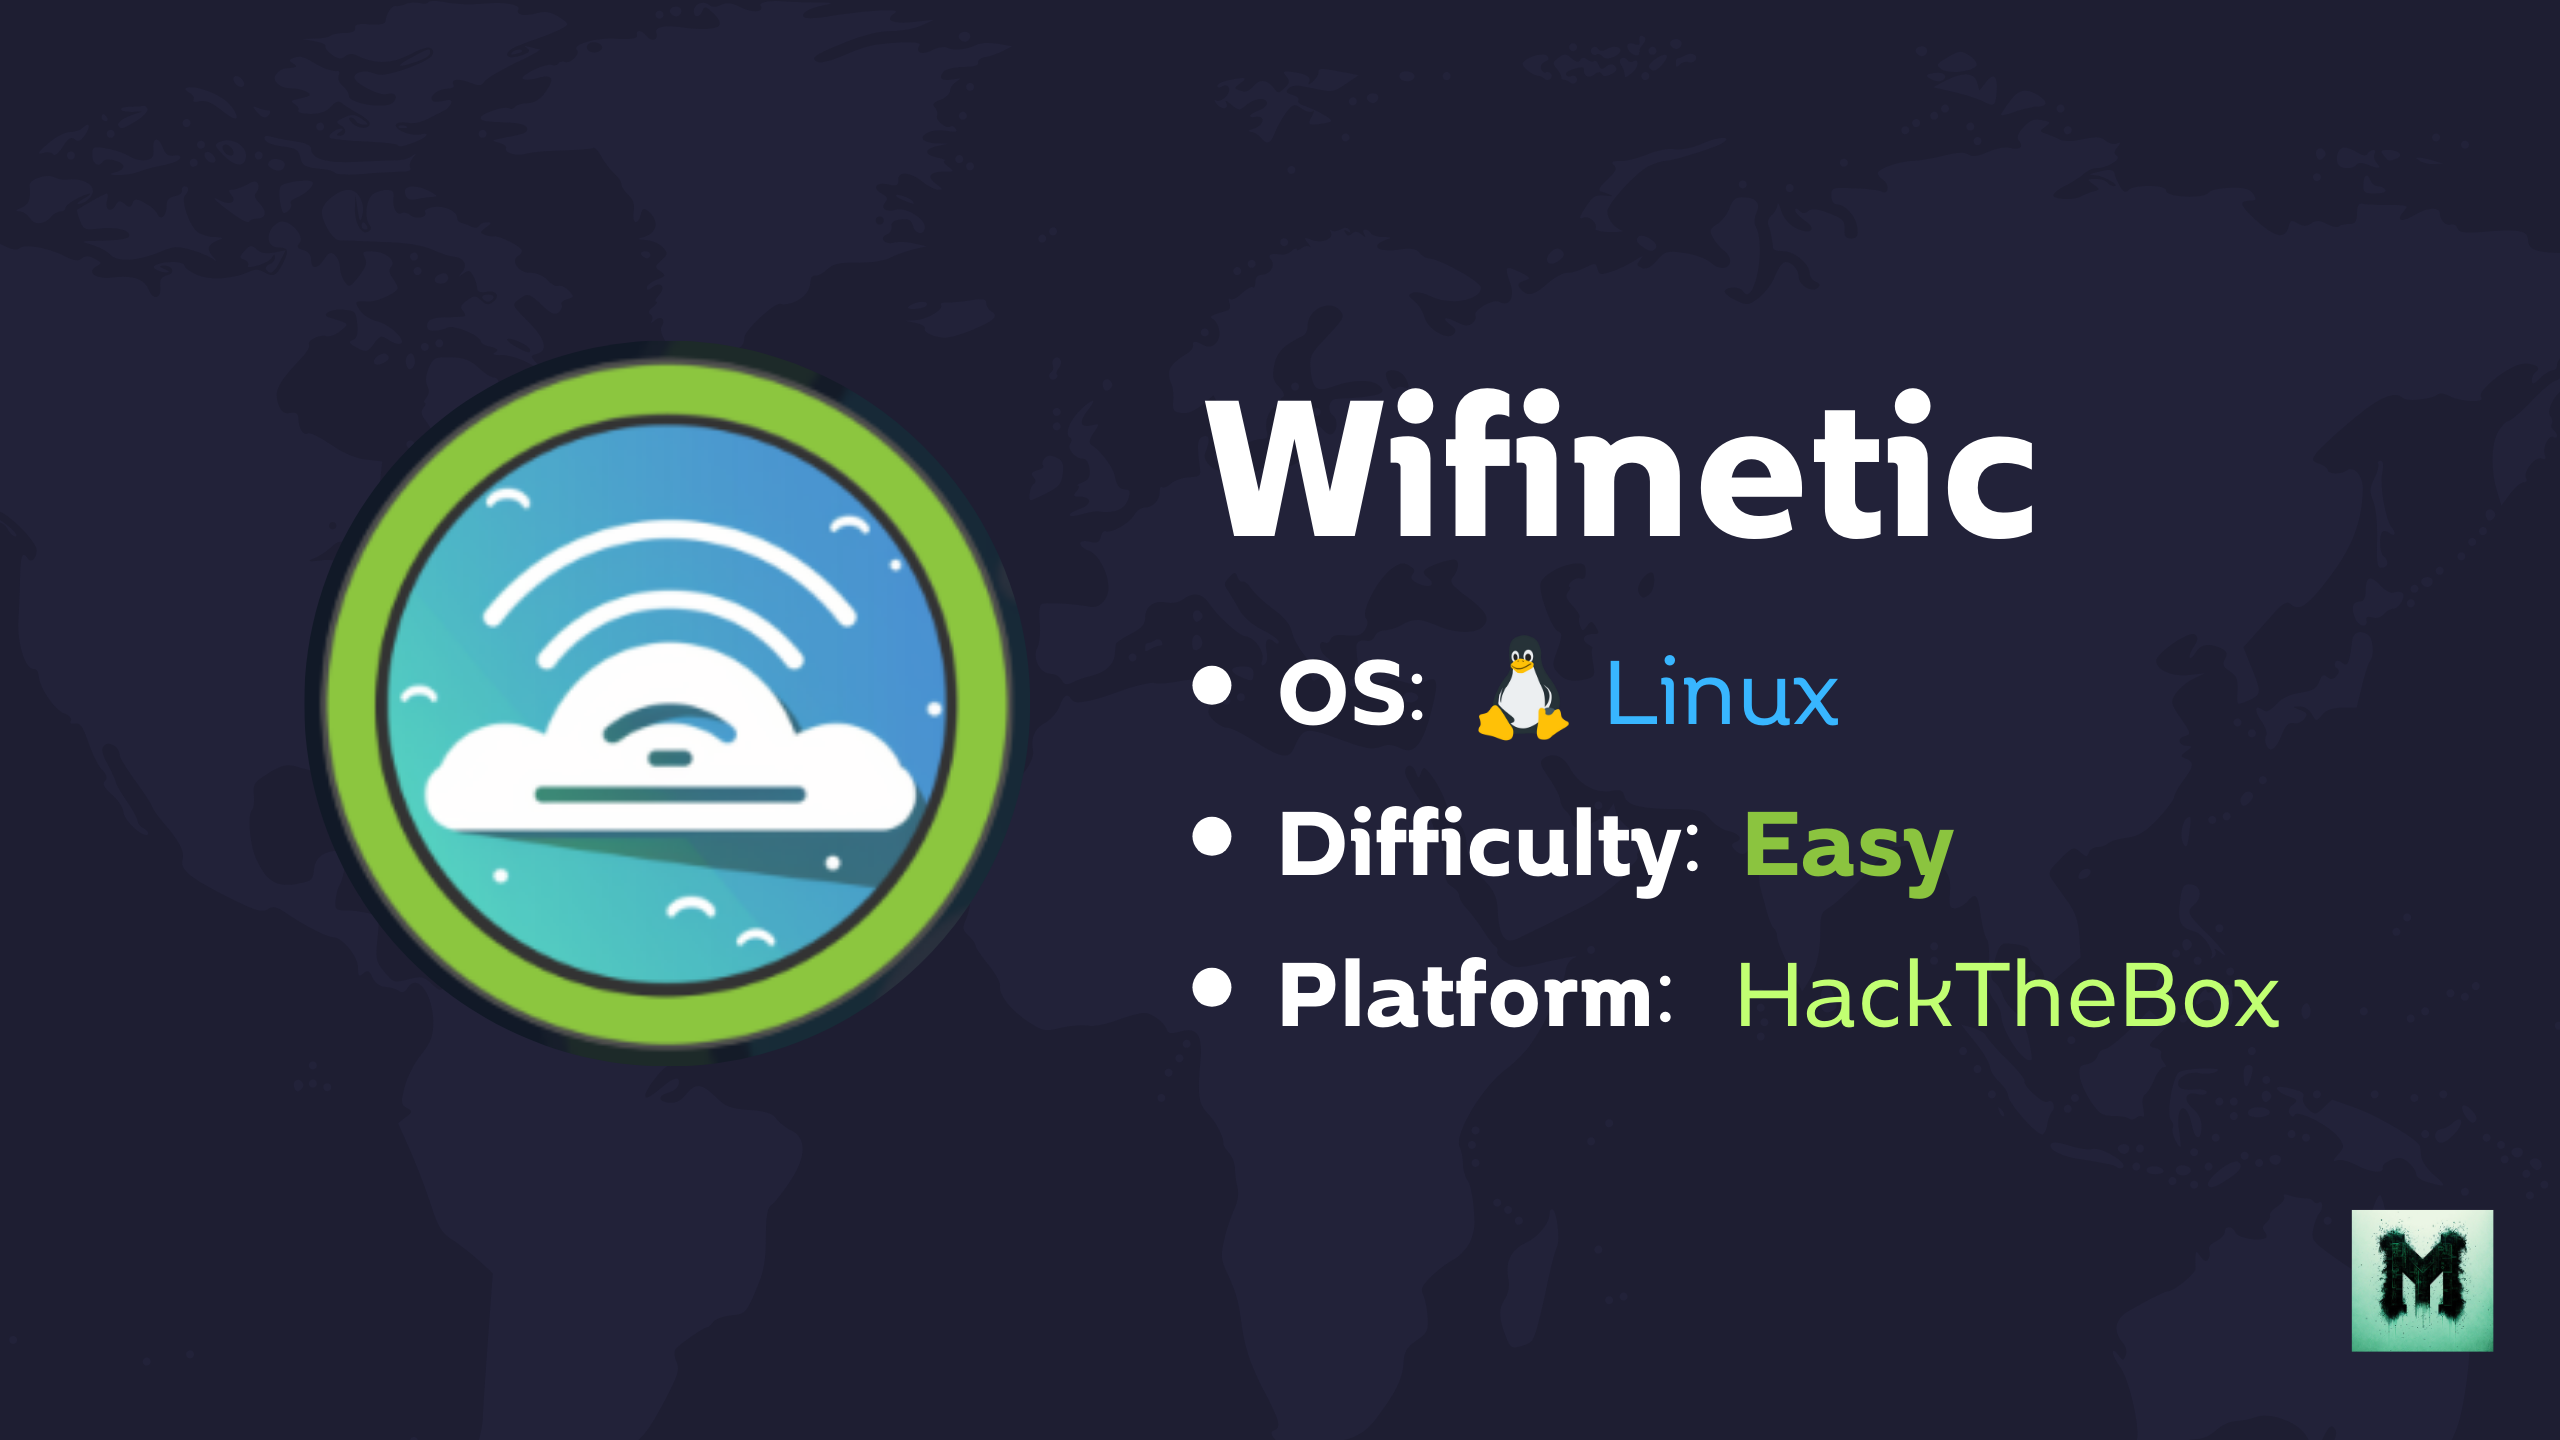 Wifinetic
• OS: Linux
• Difficulty: Easy
• Platform: HackTheBox
M